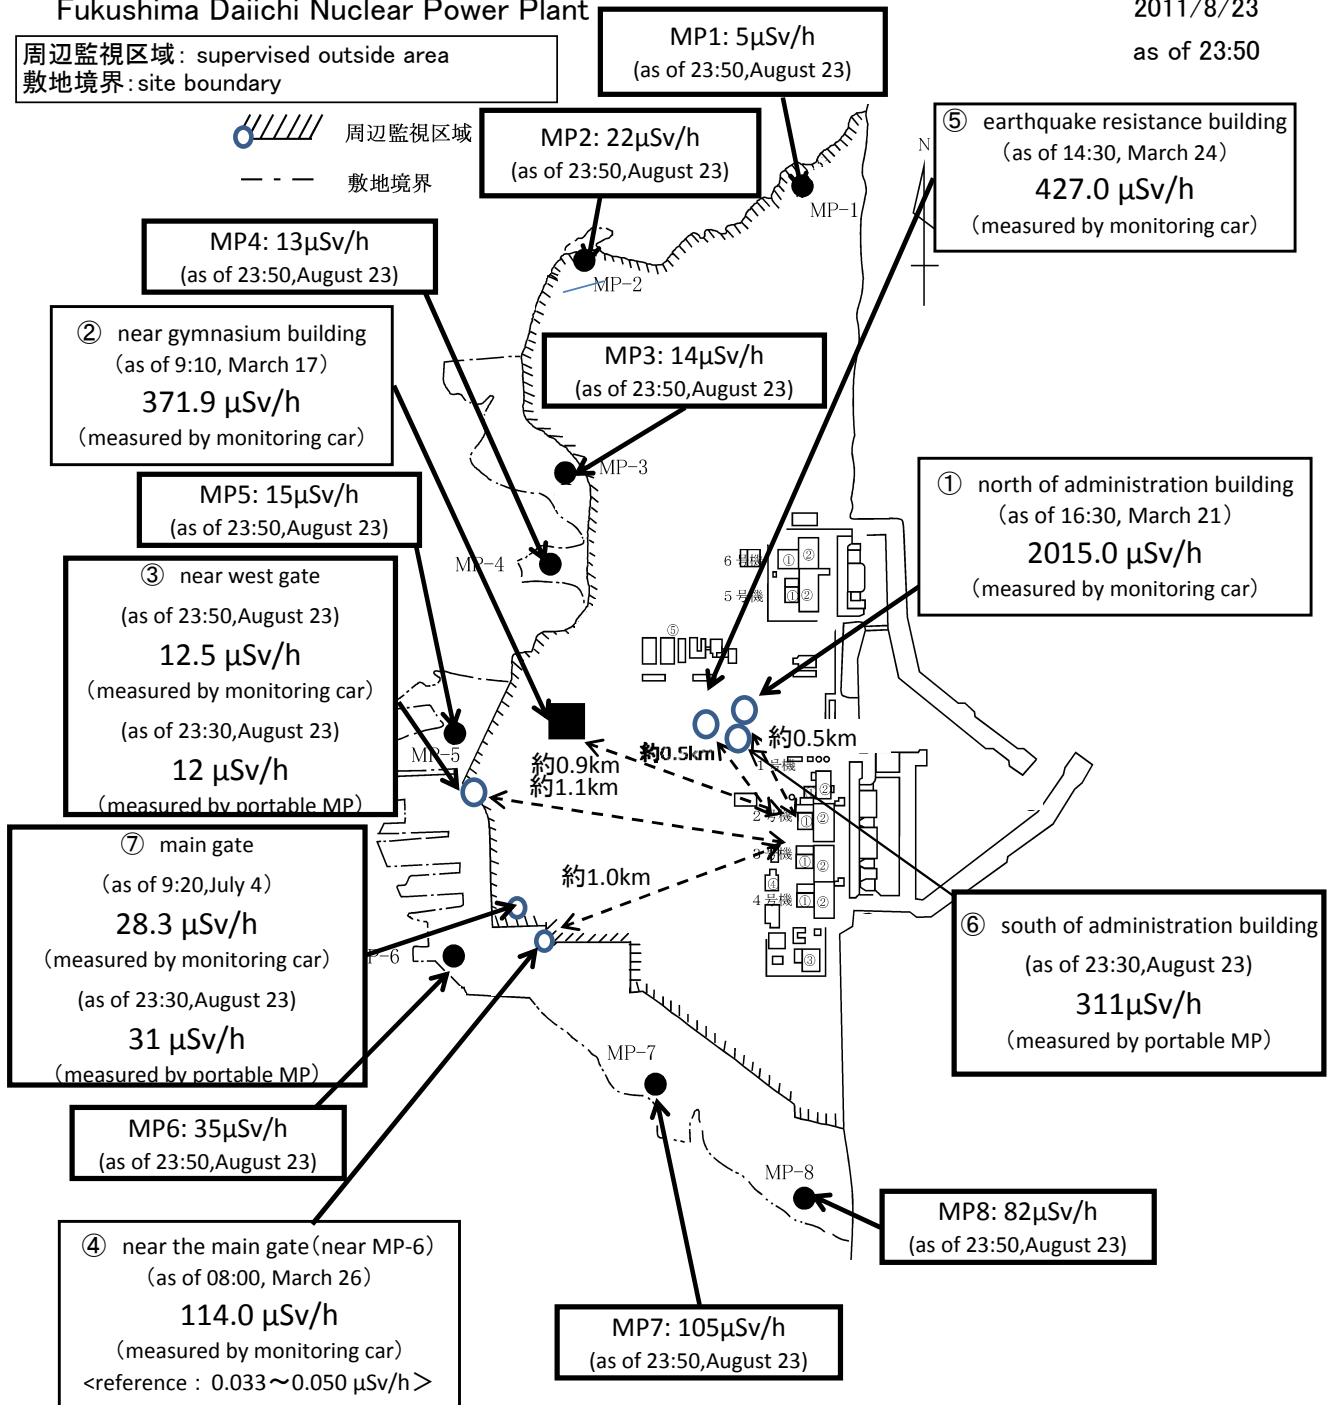 Fukushima Daiichi Nuclear Power Plant
2011/8/23
as of 23:50
周辺監視区域: supervised outside area
敷地境界:site boundary
周辺監視区域
敷地境界
MP1: 5μSv/h
(as of 23:50,August 23)
MP2: 22μSv/h
(as of 23:50,August 23)
⑤ earthquake resistance building
(as of 14:30, March 24)
427.0 μSv/h
(measured by monitoring car)
N
MP-1
MP4: 13μSv/h
(as of 23:50,August 23)
MP-2
② near gymnasium building
(as of 9:10, March 17)
371.9 μSv/h
(measured by monitoring car)
MP3: 14μSv/h
(as of 23:50,August 23)
MP-3
MP5: 15μSv/h
(as of 23:50,August 23)
① north of administration building
(as of 16:30, March 21)
2015.0 μSv/h
(measured by monitoring car)
MP-4
6号機
① ②
5号機
① ②
③ near west gate
(as of 23:50,August 23)
12.5 μSv/h
(measured by monitoring car)
(as of 23:30,August 23)
12 μSv/h
(measured by portable MP)
⑤
MP-5
約0.9km
約1.1km
約0.5km
約0.5km
1号機
②
2号機
① ②
3号機
① ②
④
4号機
① ②
③
約1.0km
⑦ main gate
(as of 9:20,July 4)
28.3 μSv/h
(measured by monitoring car)
(as of 23:30,August 23)
31 μSv/h
(measured by portable MP)
P-6
⑥ south of administration building
(as of 23:30,August 23)
311μSv/h
(measured by portable MP)
MP-7
MP6: 35μSv/h
(as of 23:50,August 23)
MP-8
MP8: 82μSv/h
(as of 23:50,August 23)
④ near the main gate(near MP-6)
(as of 08:00, March 26)
114.0 μSv/h
(measured by monitoring car)
<reference : 0.033～0.050 μSv/h>
MP7: 105μSv/h
(as of 23:50,August 23)